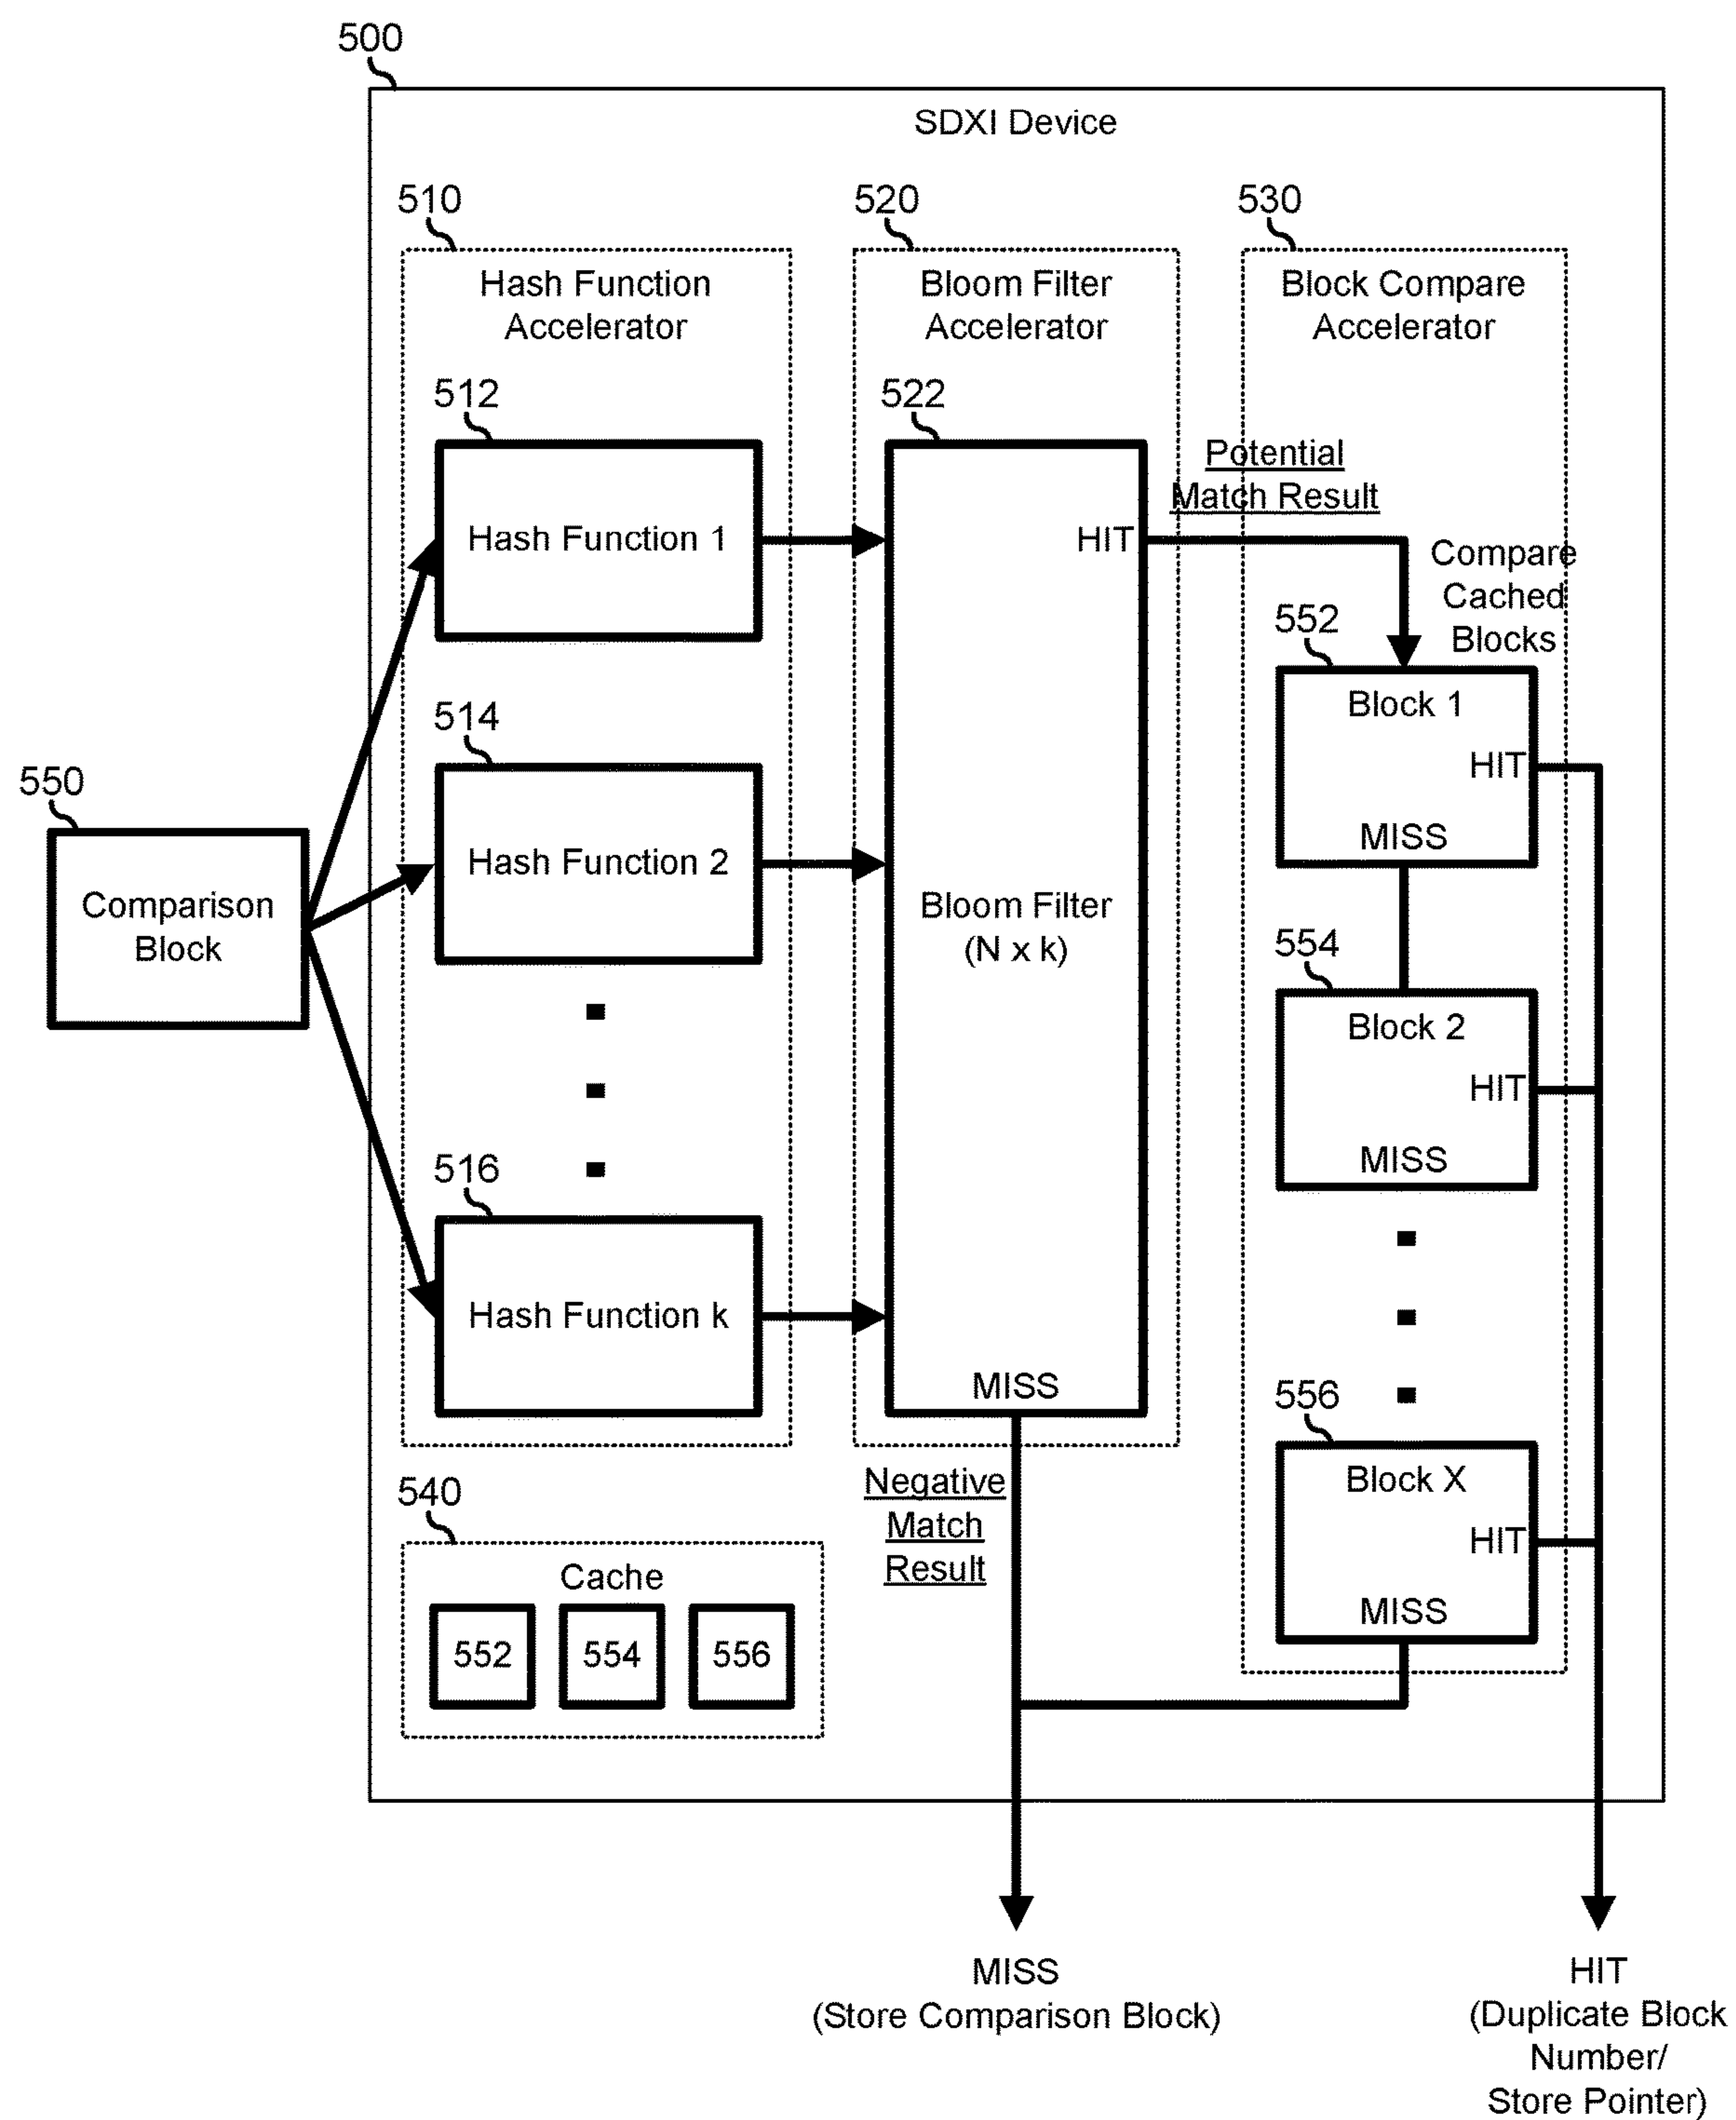 500
SDXI Device
510
520
530
Hash Function
Accelerator
Bloom Filter
Accelerator
Block Compare
Accelerator
512
Hash Function 1
514
Hash Function 2
516
Hash Function k
522
HIT
Bloom Filter
(N x k)
MISS
Potential
Match Result
Compare
Cached
Blocks
552
Block 1
HIT
MISS
554
Block 2
HIT
MISS
556
Block X
HIT
MISS
550
Comparison
Block
540
Cache
552
554
556
Negative
Match
Result
MISS
(Store Comparison Block)
HIT
(Duplicate Block
Number/
Store Pointer)